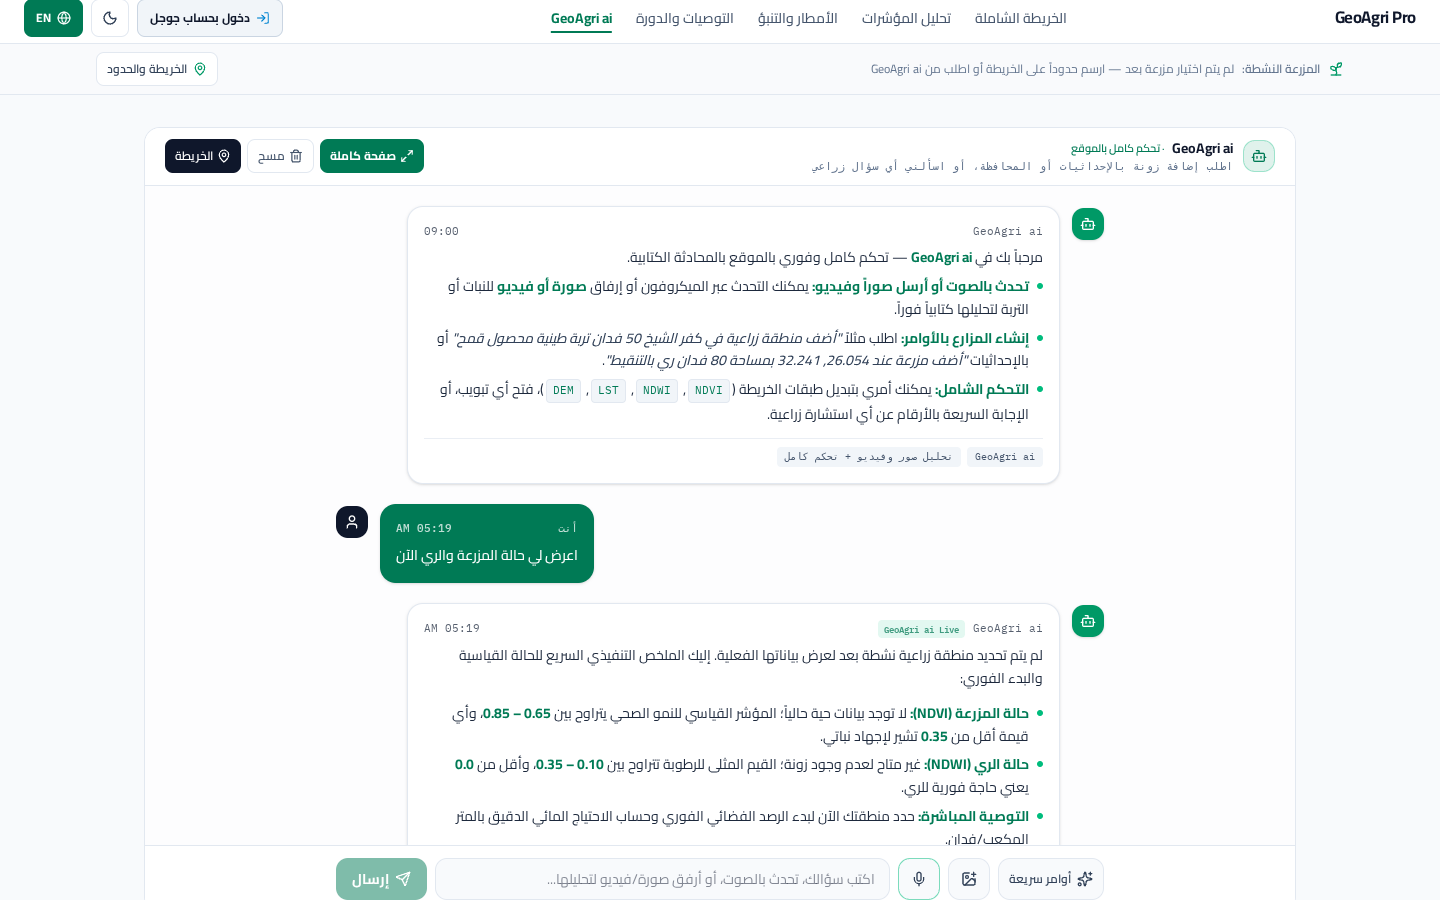 GeoAgri Pro
الخريطة الشاملة
تحليل المؤشرات
الأمطار والتنبؤ
التوصيات والدورة
GeoAgri ai
دخول بحساب جوجل
EN
المزرعة النشطة: لم يتم اختيار مزرعة بعد — ارسم حدوداً على الخريطة أو اطلب من GeoAgri ai
الخريطة والحدود
GeoAgri ai · تحكم كامل بالموقع
اطلب إضافة زونة بالإحداثيات أو المحافظة، أو اسألني أي سؤال زراعي
صفحة كاملة
مسح
الخريطة
GeoAgri ai
09:00
مرحباً بك في GeoAgri ai — تحكم كامل وفوري بالموقع بالمحادثة الكتابية.
تحدث بالصوت أو أرسل صوراً وفيديو: يمكنك التحدث عبر الميكروفون أو إرفاق صورة أو فيديو للنبات أو
التربة لتحليلها كتابياً فوراً.
إنشاء المزارع بالأوامر: اطلب مثلاً "أضف منطقة زراعية في كفر الشيخ 50 فدان تربة طينية محصول قمح" أو
بالإحداثيات "أضف مزرعة عند 26.054, 32.241 بمساحة 80 فدان ري بالتنقيط".
التحكم الشامل: يمكنك أمري بتبديل طبقات الخريطة (NDVI, NDWI, LST, DEM)، فتح أي تبويب، أو
الإجابة السريعة بالأرقام عن أي استشارة زراعية.
GeoAgri ai
تحليل صور وفيديو + تحكم كامل
أنت
05:19 AM
اعرض لي حالة المزرعة والري الآن
GeoAgri ai
GeoAgri ai Live
05:19 AM
لم يتم تحديد منطقة زراعية نشطة بعد لعرض بياناتها الفعلية. إليك الملخص التنفيذي السريع للحالة القياسية
والبدء الفوري:
حالة المزرعة (NDVI): لا توجد بيانات حية حالياً؛ المؤشر القياسي للنمو الصحي يتراوح بين 0.65 – 0.85، وأي
قيمة أقل من 0.35 تشير لإجهاد نباتي.
حالة الري (NDWI): غير متاح لعدم وجود زونة؛ القيم المثلى للرطوبة تتراوح بين 0.10 – 0.35، وأقل من 0.0
يعني حاجة فورية للري.
التوصية المباشرة: حدد منطقتك الآن لبدء الرصد الفضائي الفوري وحساب الاحتياج المائي الدقيق بالمتر
المكعب/فدان.
أوامر سريعة
اكتب سؤالك، تحدث بالصوت، أو أرفق صورة/فيديو لتحليلها...
إرسال